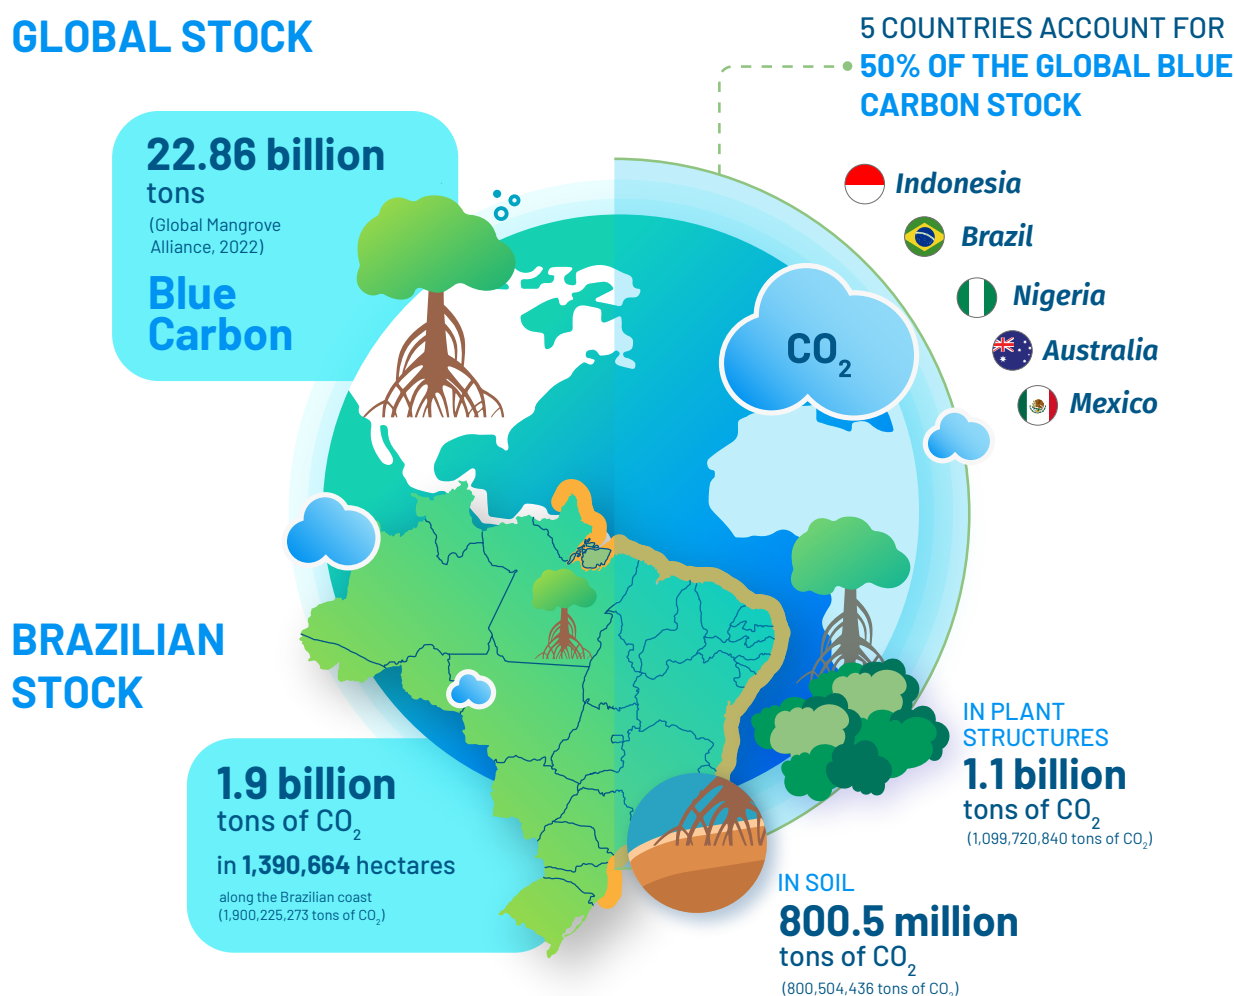 GLOBAL STOCK
5 COUNTRIES ACCOUNT FOR
50% OF THE GLOBAL BLUE
CARBON STOCK
22.86 billion
tons
(Global Mangrove
Alliance, 2022)
Blue
Carbon
Indonesia
Brazil
Nigeria
Australia
Mexico
CO₂
BRAZILIAN
STOCK
1.9 billion
tons of CO₂
in 1,390,664 hectares
along the Brazilian coast
(1,900,225,273 tons of CO₂)
IN PLANT
STRUCTURES
1.1 billion
tons of CO₂
(1,099,720,840 tons of CO₂)
IN SOIL
800.5 million
tons of CO₂
(800,504,436 tons of CO₂)